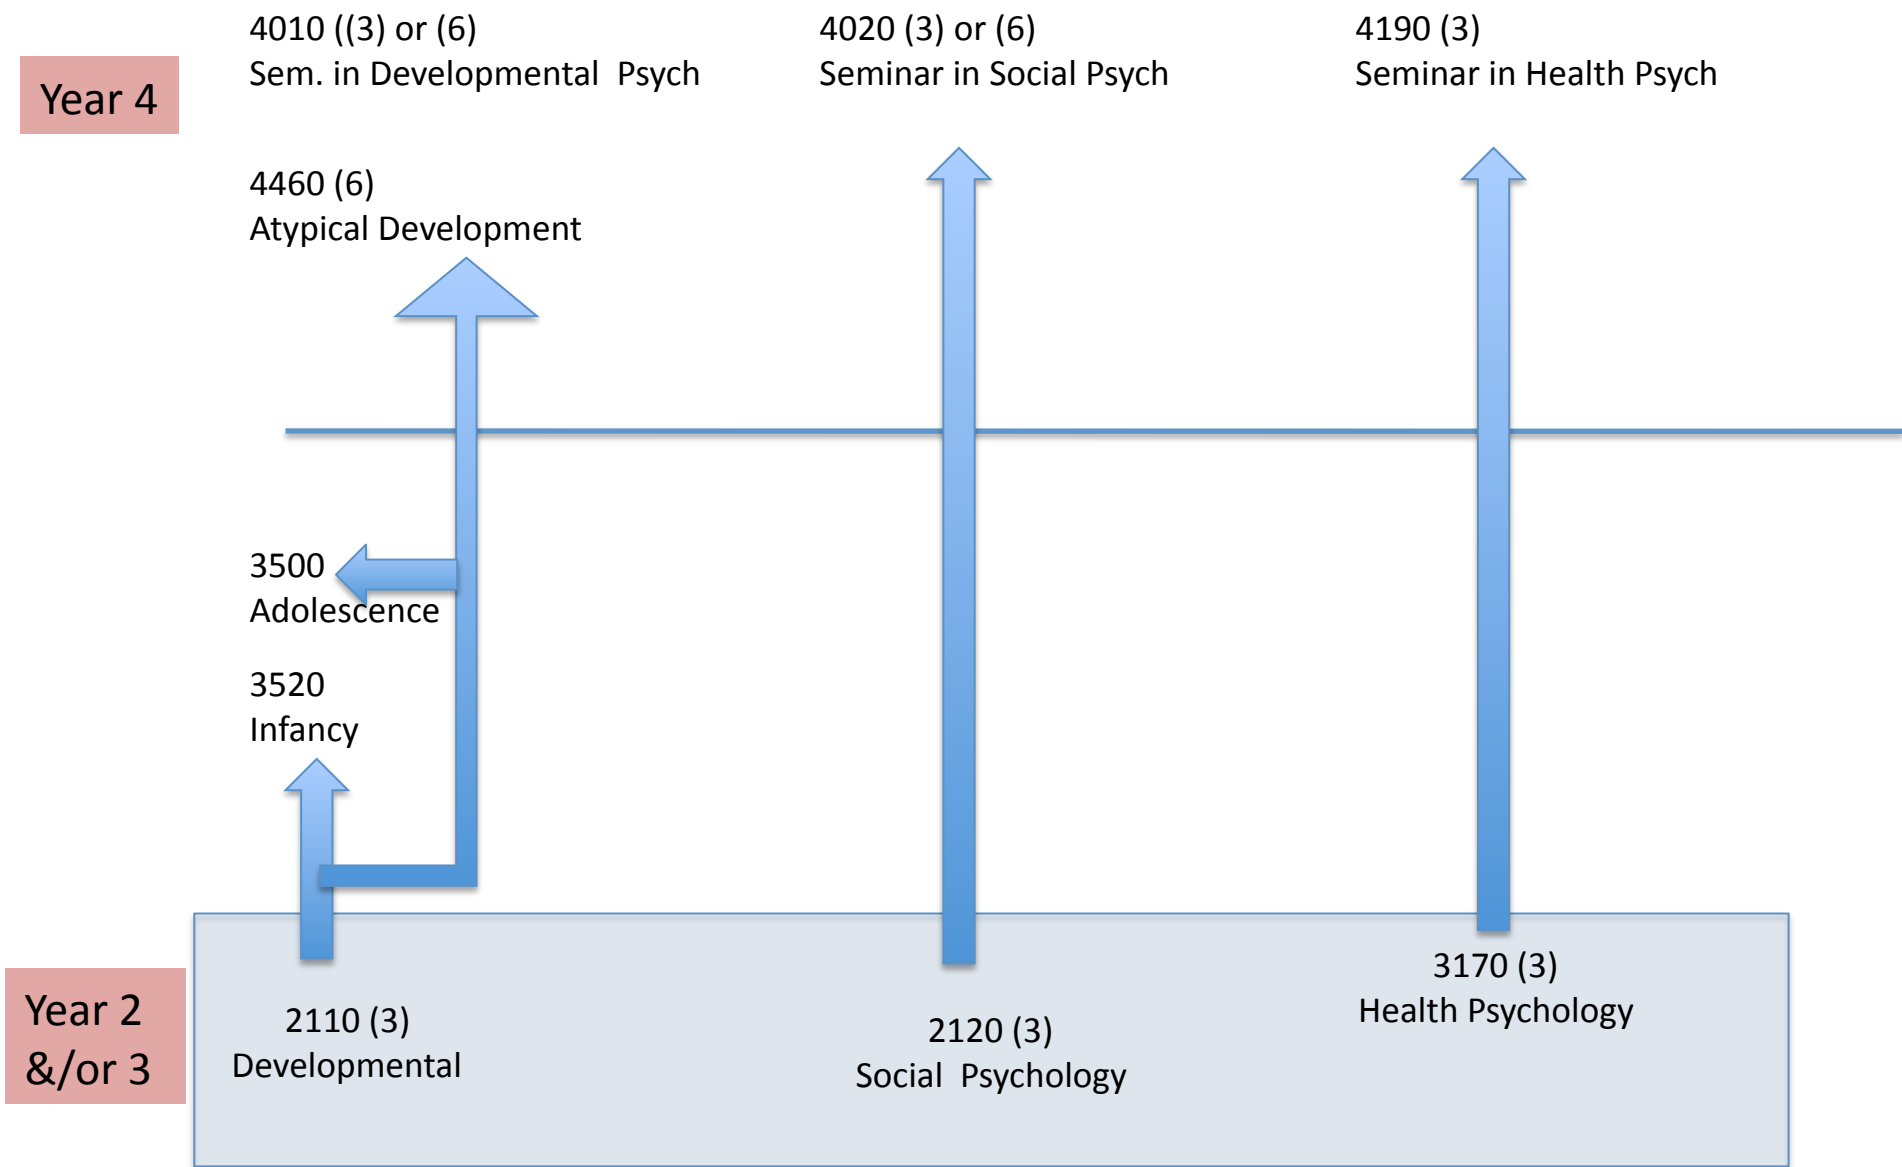 4010 ((3) or (6)
Sem. in Developmental  Psych
4020 (3) or (6)
Seminar in Social Psych
4190 (3)
Seminar in Health Psych
Year 4
4460 (6)
Atypical Development
3500
Adolescence
3520
Infancy
Year 2
&/or 3
2110 (3)
Developmental
2120 (3)
Social  Psychology
3170 (3)
Health Psychology